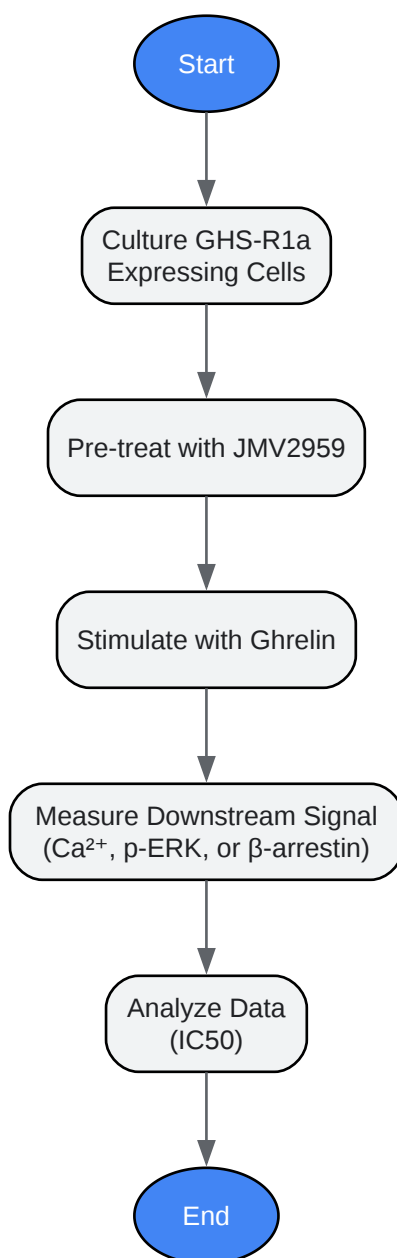 Start
Culture GHS-R1a
Expressing Cells
Pre-treat with JMV2959
Stimulate with Ghrelin
Measure Downstream Signal
(Ca²⁺, p-ERK, or β-arrestin)
Analyze Data
(IC50)
End